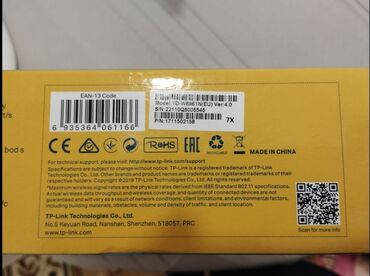 EAN-13 Code
6 935364 061166
Model: TD-W8961N(EU) Ver:4.0
S/N: 22110Q5005545
P/N:1711502158
7X
t/s
bod s
CE
EAC
RoHS
MADE IN CHINA
For technical support, please visit http://www.tp-link.com/support
Specifications are subject to change without notice. TP-Link is a registered trademark of TP-Link
Technologies Co., Ltd. Other brands and product names are trademarks or registered trademarks of their
respective holders. Copyright ©2019 TP-Link Technologies Co., Ltd. All rights reserved.
*Maximum wireless signal rates are the physical rates derived from IEEE Standard 802.11 specifications.
Actual wireless data throughput and wireless coverage, and quantity of connected devices are not
guaranteed and will vary as a result of network conditions, client limitations, and environmental factors,
including building materials, obstacles, volume and density of traffic, and client location.
TP-Link Technologies Co., Ltd.
No.5 Keyuan Road, Nanshan, Shenzhen, 518057, PRC
www.tp-link.com
Scan for more info